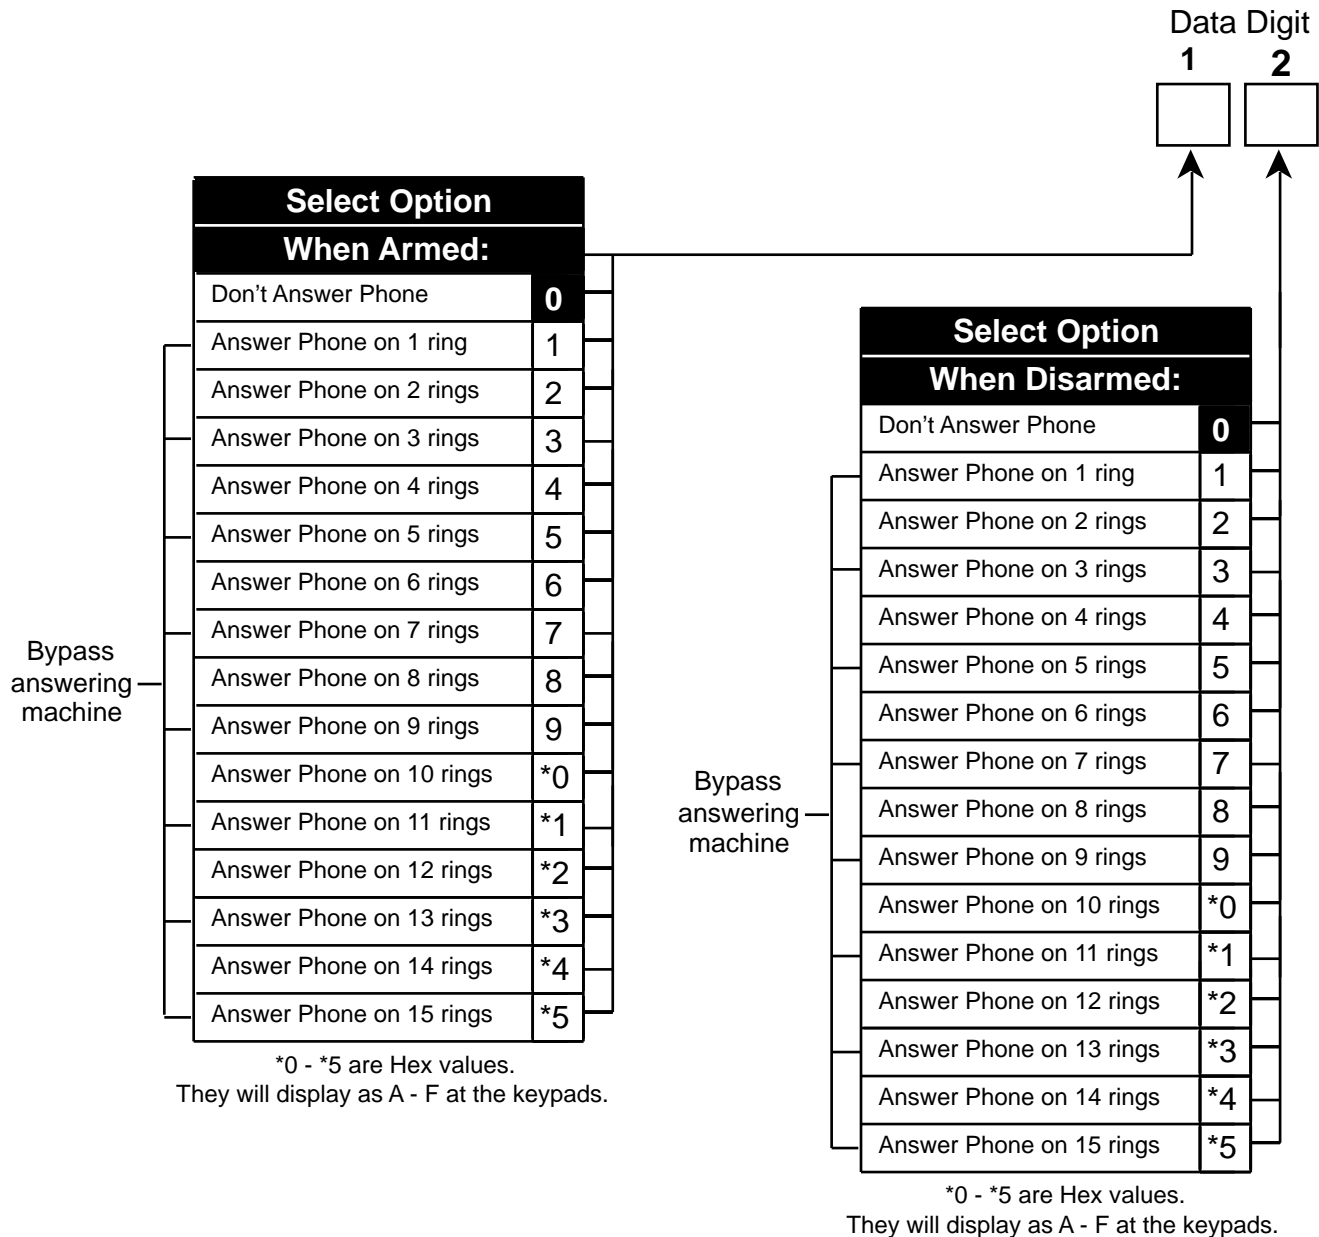 Data Digit
1 2
Select Option
When Armed:
Don't Answer Phone 0
Answer Phone on 1 ring 1
Answer Phone on 2 rings 2
Answer Phone on 3 rings 3
Answer Phone on 4 rings 4
Answer Phone on 5 rings 5
Answer Phone on 6 rings 6
Answer Phone on 7 rings 7
Answer Phone on 8 rings 8
Answer Phone on 9 rings 9
Answer Phone on 10 rings *0
Answer Phone on 11 rings *1
Answer Phone on 12 rings *2
Answer Phone on 13 rings *3
Answer Phone on 14 rings *4
Answer Phone on 15 rings *5
Bypass
answering
machine
*0 - *5 are Hex values.
They will display as A - F at the keypads.
Select Option
When Disarmed:
Don't Answer Phone 0
Answer Phone on 1 ring 1
Answer Phone on 2 rings 2
Answer Phone on 3 rings 3
Answer Phone on 4 rings 4
Answer Phone on 5 rings 5
Answer Phone on 6 rings 6
Answer Phone on 7 rings 7
Answer Phone on 8 rings 8
Answer Phone on 9 rings 9
Answer Phone on 10 rings *0
Answer Phone on 11 rings *1
Answer Phone on 12 rings *2
Answer Phone on 13 rings *3
Answer Phone on 14 rings *4
Answer Phone on 15 rings *5
Bypass
answering
machine
*0 - *5 are Hex values.
They will display as A - F at the keypads.